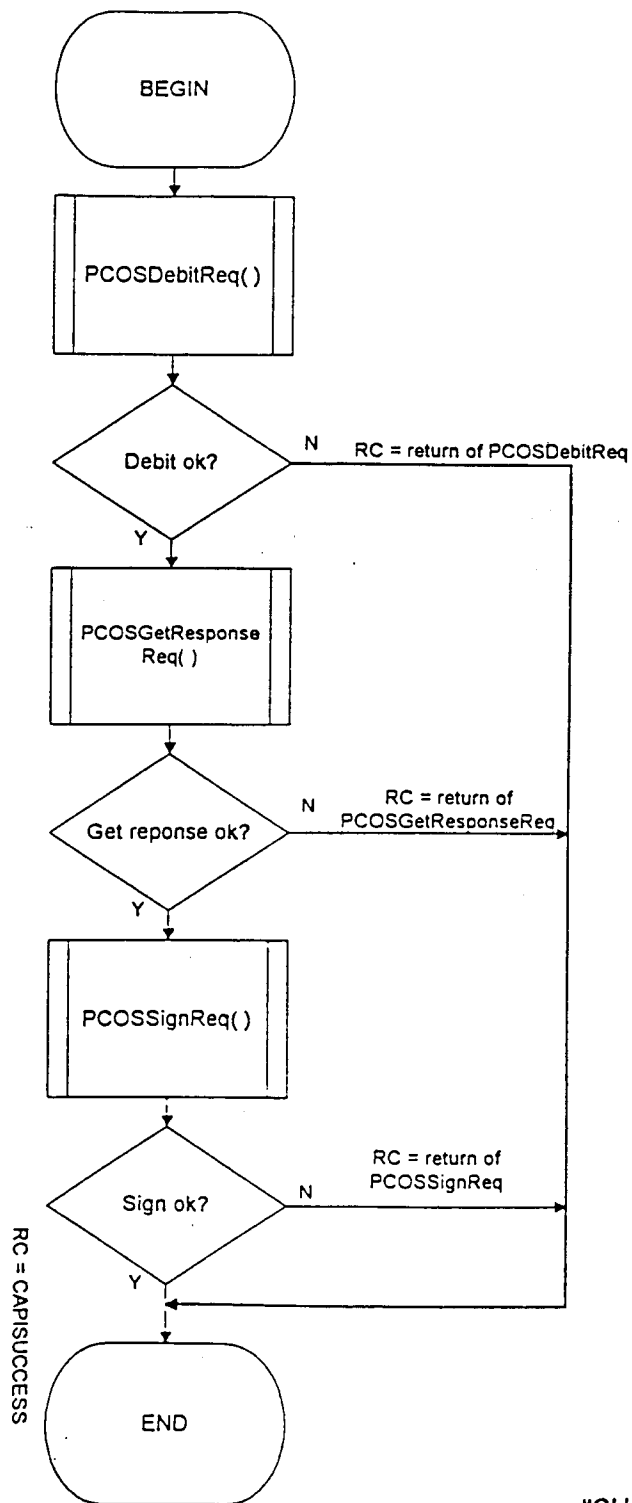 BEGIN
PCOSDebitReq( )
Debit ok?
N
RC = return of PCOSDebitReq
Y
PCOSGetResponse
Req( )
Get reponse ok?
N
RC = return of
PCOSGetResponseReq
Y
PCOSSignReq( )
Sign ok?
N
RC = return of
PCOSSignReq
Y
RC = CAPISUCCESS
END